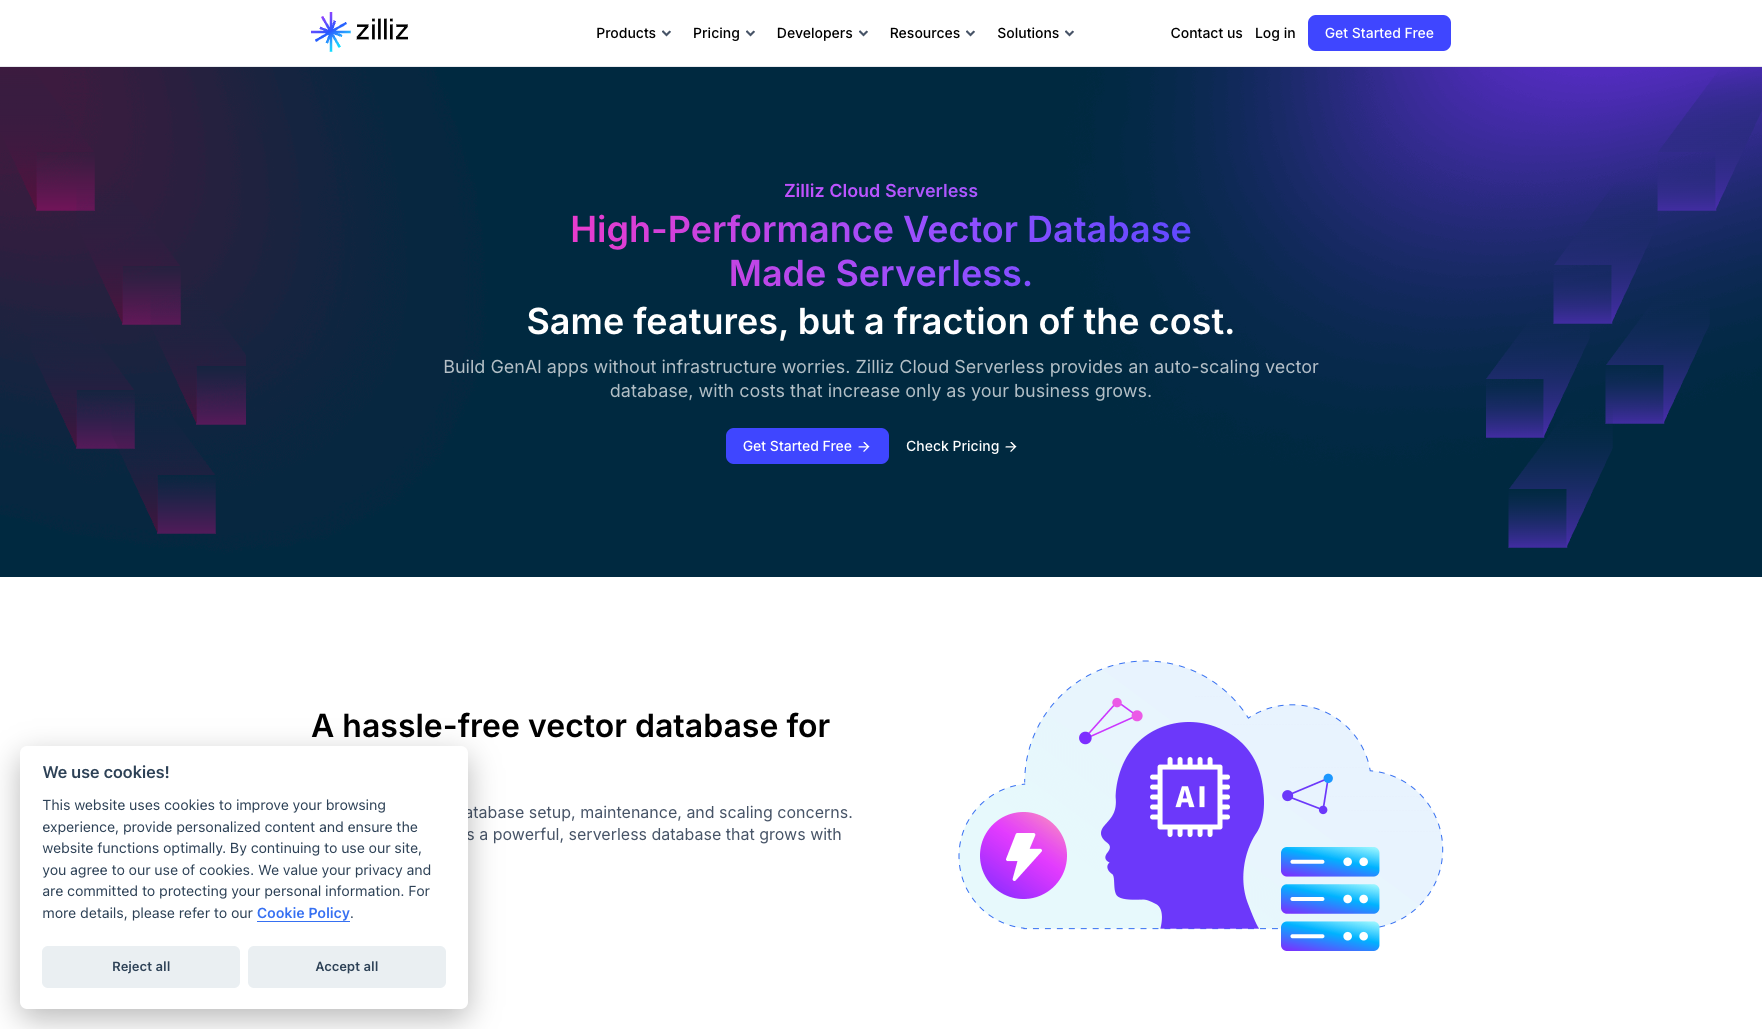 zilliz
Products
Pricing
Developers
Resources
Solutions
Contact us
Log in
Get Started Free
Zilliz Cloud Serverless
High-Performance Vector Database
Made Serverless.
Same features, but a fraction of the cost.
Build GenAI apps without infrastructure worries. Zilliz Cloud Serverless provides an auto-scaling vector
database, with costs that increase only as your business grows.
Get Started Free →
Check Pricing →
A hassle-free vector database for
setup, maintenance, and scaling concerns.
a powerful, serverless database that grows with
AI
We use cookies!
This website uses cookies to improve your browsing
experience, provide personalized content and ensure the
website functions optimally. By continuing to use our site,
you agree to our use of cookies. We value your privacy and
are committed to protecting your personal information. For
more details, please refer to our Cookie Policy.
Reject all
Accept all